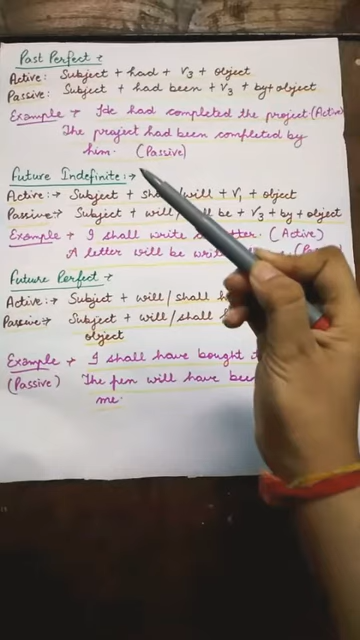 Past Perfect :-
Active: Subject + had + V3 + object
Passive: Subject + had been + V3 + by + object
Example → He had completed the project (Active)
The project had been completed by
him. (Passive)
Future Indefinite: →
Active: → Subject + /will + V1 + object
Passive → Subject + will/ be + V3 + by + object
Example → I shall write letter. (Active)
A letter will be
Future Perfect →
Active: → Subject + will/shall
Passive → Subject + will/shall
object
Example → I shall have bought
(Passive) The pen will have
me.